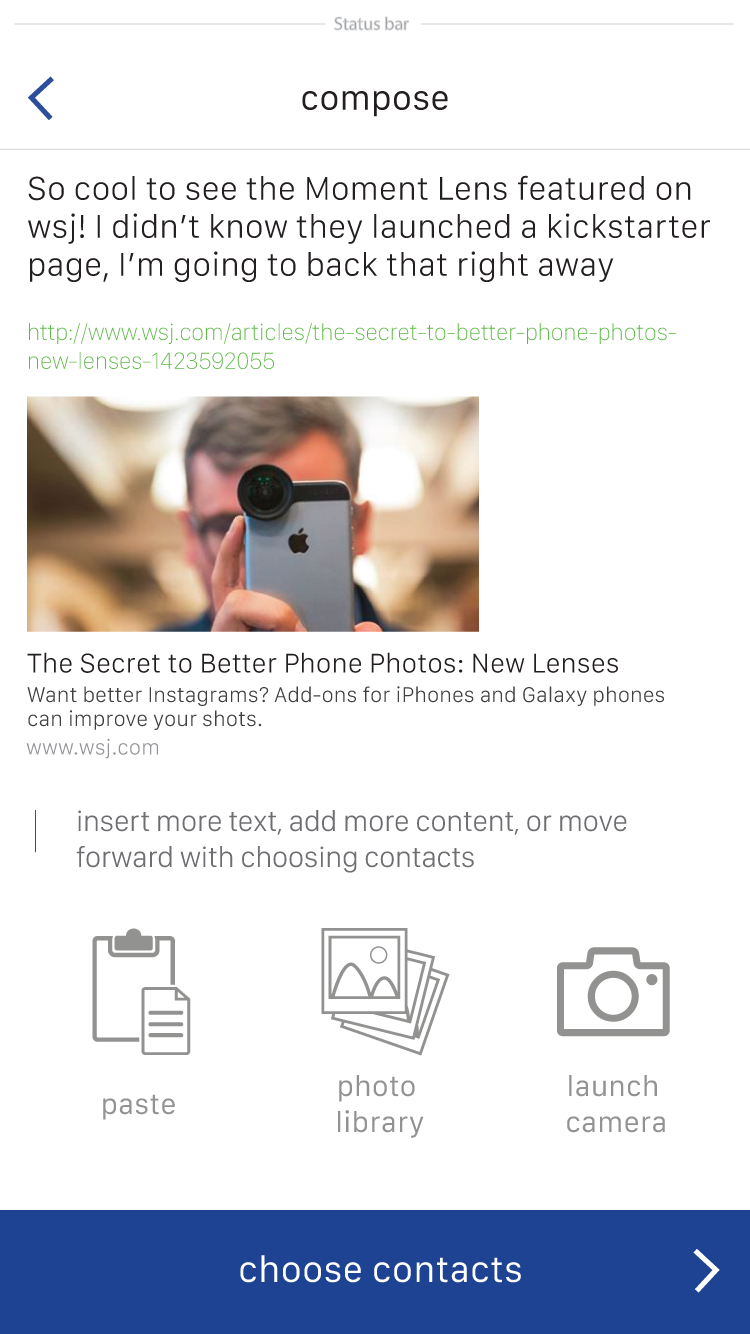 Status bar
compose
So cool to see the Moment Lens featured on
wsj! I didn’t know they launched a kickstarter
page, I’m going to back that right away
http://www.wsj.com/articles/the-secret-to-better-phone-photos-
new-lenses-1423592055
The Secret to Better Phone Photos: New Lenses
Want better Instagrams? Add-ons for iPhones and Galaxy phones
can improve your shots.
www.wsj.com
insert more text, add more content, or move
forward with choosing contacts
paste
photo
library
launch
camera
choose contacts